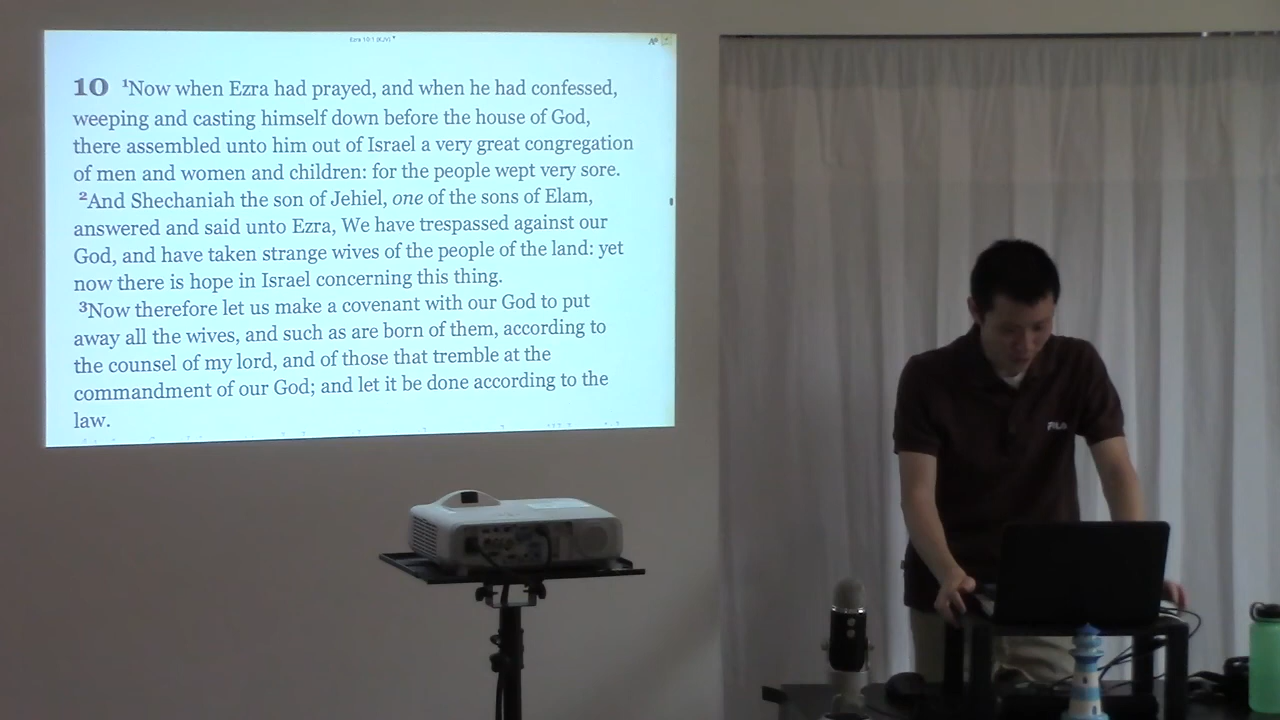 Ezra 10:1 (KJV)
10 ¹Now when Ezra had prayed, and when he had confessed,
weeping and casting himself down before the house of God,
there assembled unto him out of Israel a very great congregation
of men and women and children: for the people wept very sore.
²And Shechaniah the son of Jehiel, one of the sons of Elam,
answered and said unto Ezra, We have trespassed against our
God, and have taken strange wives of the people of the land: yet
now there is hope in Israel concerning this thing.
³Now therefore let us make a covenant with our God to put
away all the wives, and such as are born of them, according to
the counsel of my lord, and of those that tremble at the
commandment of our God; and let it be done according to the
law.
FILA